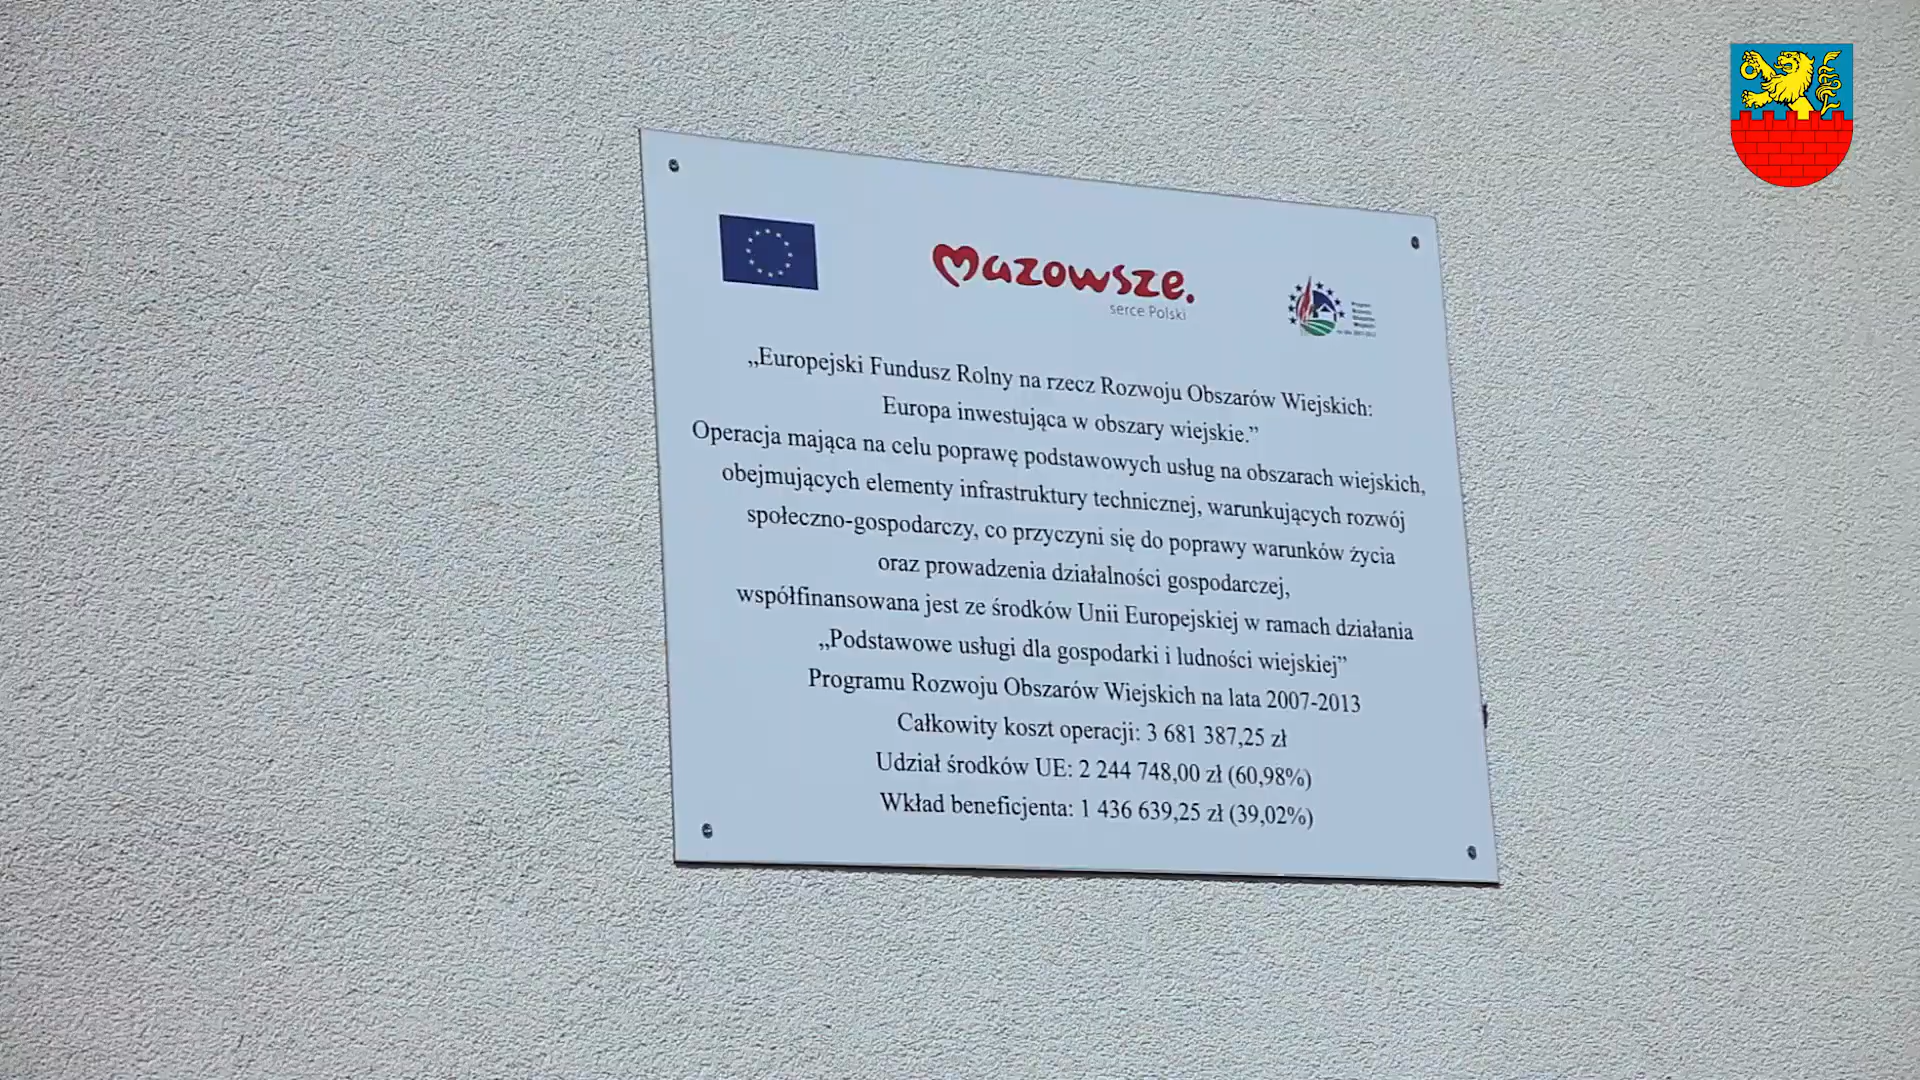 Mazowsze.
serce Polski
„Europejski Fundusz Rolny na rzecz Rozwoju Obszarów Wiejskich:
Europa inwestująca w obszary wiejskie.”
Operacja mająca na celu poprawę podstawowych usług na obszarach wiejskich,
obejmujących elementy infrastruktury technicznej, warunkujących rozwój
społeczno-gospodarczy, co przyczyni się do poprawy warunków życia
oraz prowadzenia działalności gospodarczej,
współfinansowana jest ze środków Unii Europejskiej w ramach działania
„Podstawowe usługi dla gospodarki i ludności wiejskiej”
Programu Rozwoju Obszarów Wiejskich na lata 2007-2013
Całkowity koszt operacji: 3 681 387,25 zł
Udział środków UE: 2 244 748,00 zł (60,98%)
Wkład beneficjenta: 1 436 639,25 zł (39,02%)